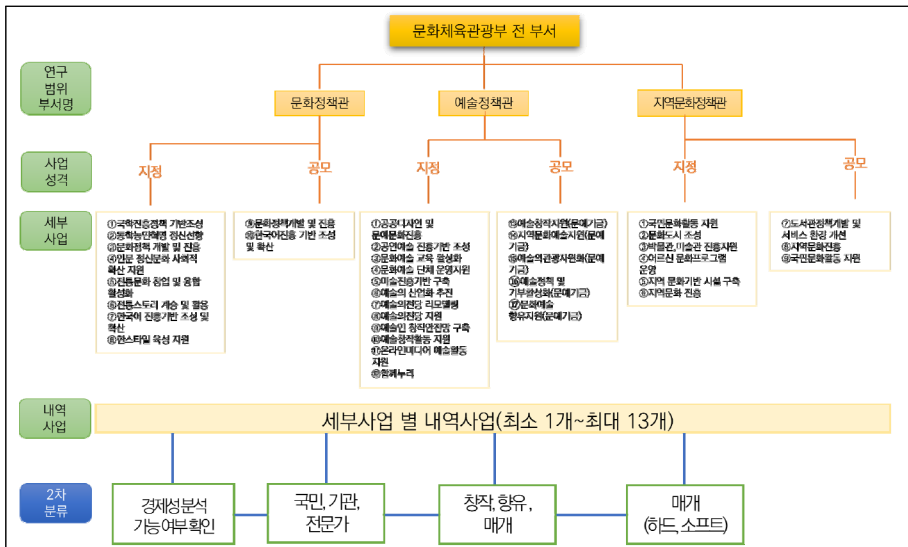 문화체육관광부 전 부서
연구
범위
부서명
문화정책관
예술정책관
지역문화정책관
사업
성격
지정
공모
지정
공모
지정
공모
세부
사업
①국학진흥정책 기반조성
②동학농민혁명 정신선양
③문화정책 개발 및 진흥
④인문 정신문화 사회적
확산 지원
⑤전통문화 창업 및 융합
활성화
⑥전통스토리 계승 및 활용
⑦한국어 진흥기반 조성 및
확산
⑧한스타일 육성 지원
⑨문화정책개발 및 진흥
⑩한국어진흥 기반 조성
및 확산
①공공디자인 및
문예문화진흥
②공연예술 진흥기반 조성
③문화예술 교육 활성화
④문화예술 단체 운영지원
⑤미술진흥기반 구축
⑥예술의 산업화 추진
⑦예술의전당 리모델링
⑧예술의전당 지원
⑨예술인 창작안전망 구축
⑩예술창작활동 지원
⑪온라인미디어 예술활동
지원
⑫함께누리
예술창작지원(문예기금)
지역문화예술지원(문예
기금)
예술의관광자원화(문예
기금)
⑯예술정책 및
기부활성화(문예기금)
⑰문화예술
향유지원(문예기금)
①국민문화활동 지원
②문화도시 조성
③박물관,미술관 진흥지원
④어르신 문화프로그램
운영
⑤지역 문화기반 시설 구축
⑥지역문화 진흥
⑦도서관정책개발 및
서비스 환경 개선
⑧지역문화진흥
⑨국민문화활동 지원
내역
사업
세부사업 별 내역사업(최소 1개~최대 13개)
2차
분류
경제성분석
가능여부확인
국민, 기관,
전문가
창작, 향유,
매개
매개
(하드, 소프트)